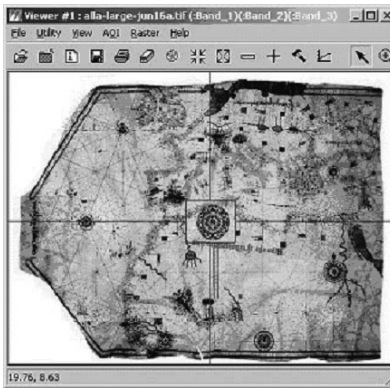 Viewer #1 : alla-large-jun16a.tif (:Band_1)(:Band_2)(:Band_3)
File Utility View AOI Raster Help
19.76, 8.63